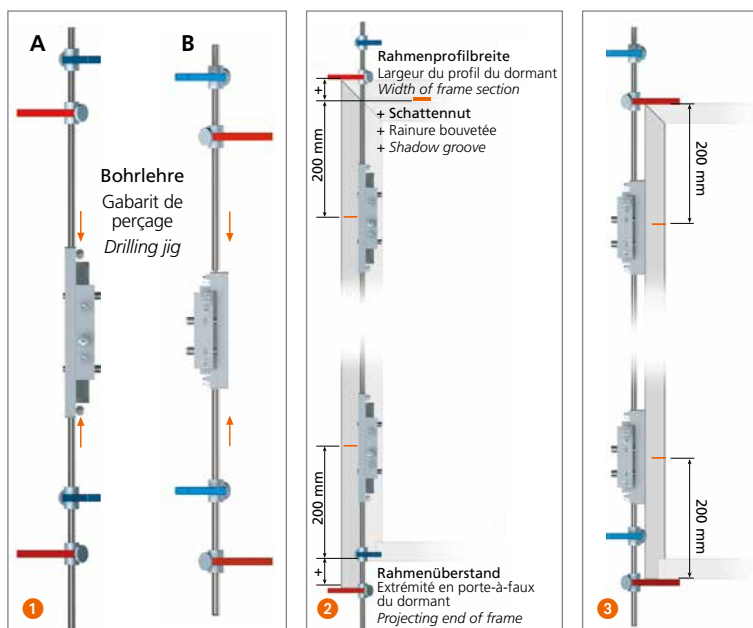 A
B
Bohrlehre
Gabarit de
perçage
Drilling jig
1
Rahmenprofilbreite
Largeur du profil du dormant
Width of frame section
+
+ Schattennut
+ Rainure bouvetée
+ Shadow groove
200 mm
200 mm
+
Rahmenüberstand
Extrémité en porte-à-faux
du dormant
Projecting end of frame
2
200 mm
200 mm
3